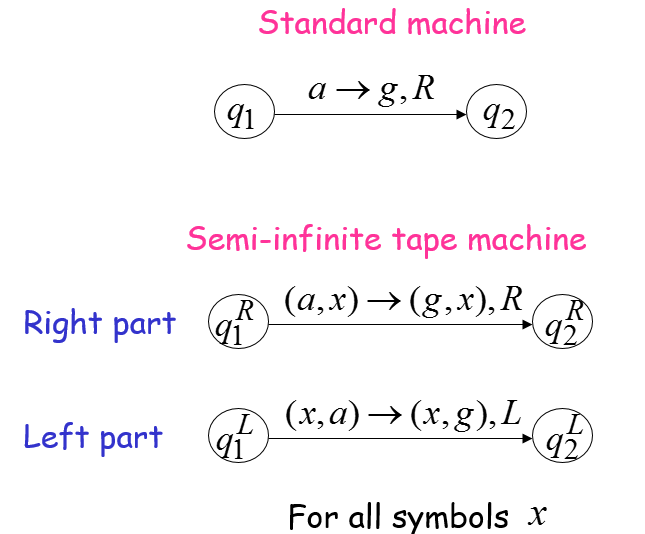 Standard machine
a → g, R
q1 q2
Semi-infinite tape machine
Right part q1^R (a, x) → (g, x), R q2^R
Left part q1^L (x, a) → (x, g), L q2^L
For all symbols x